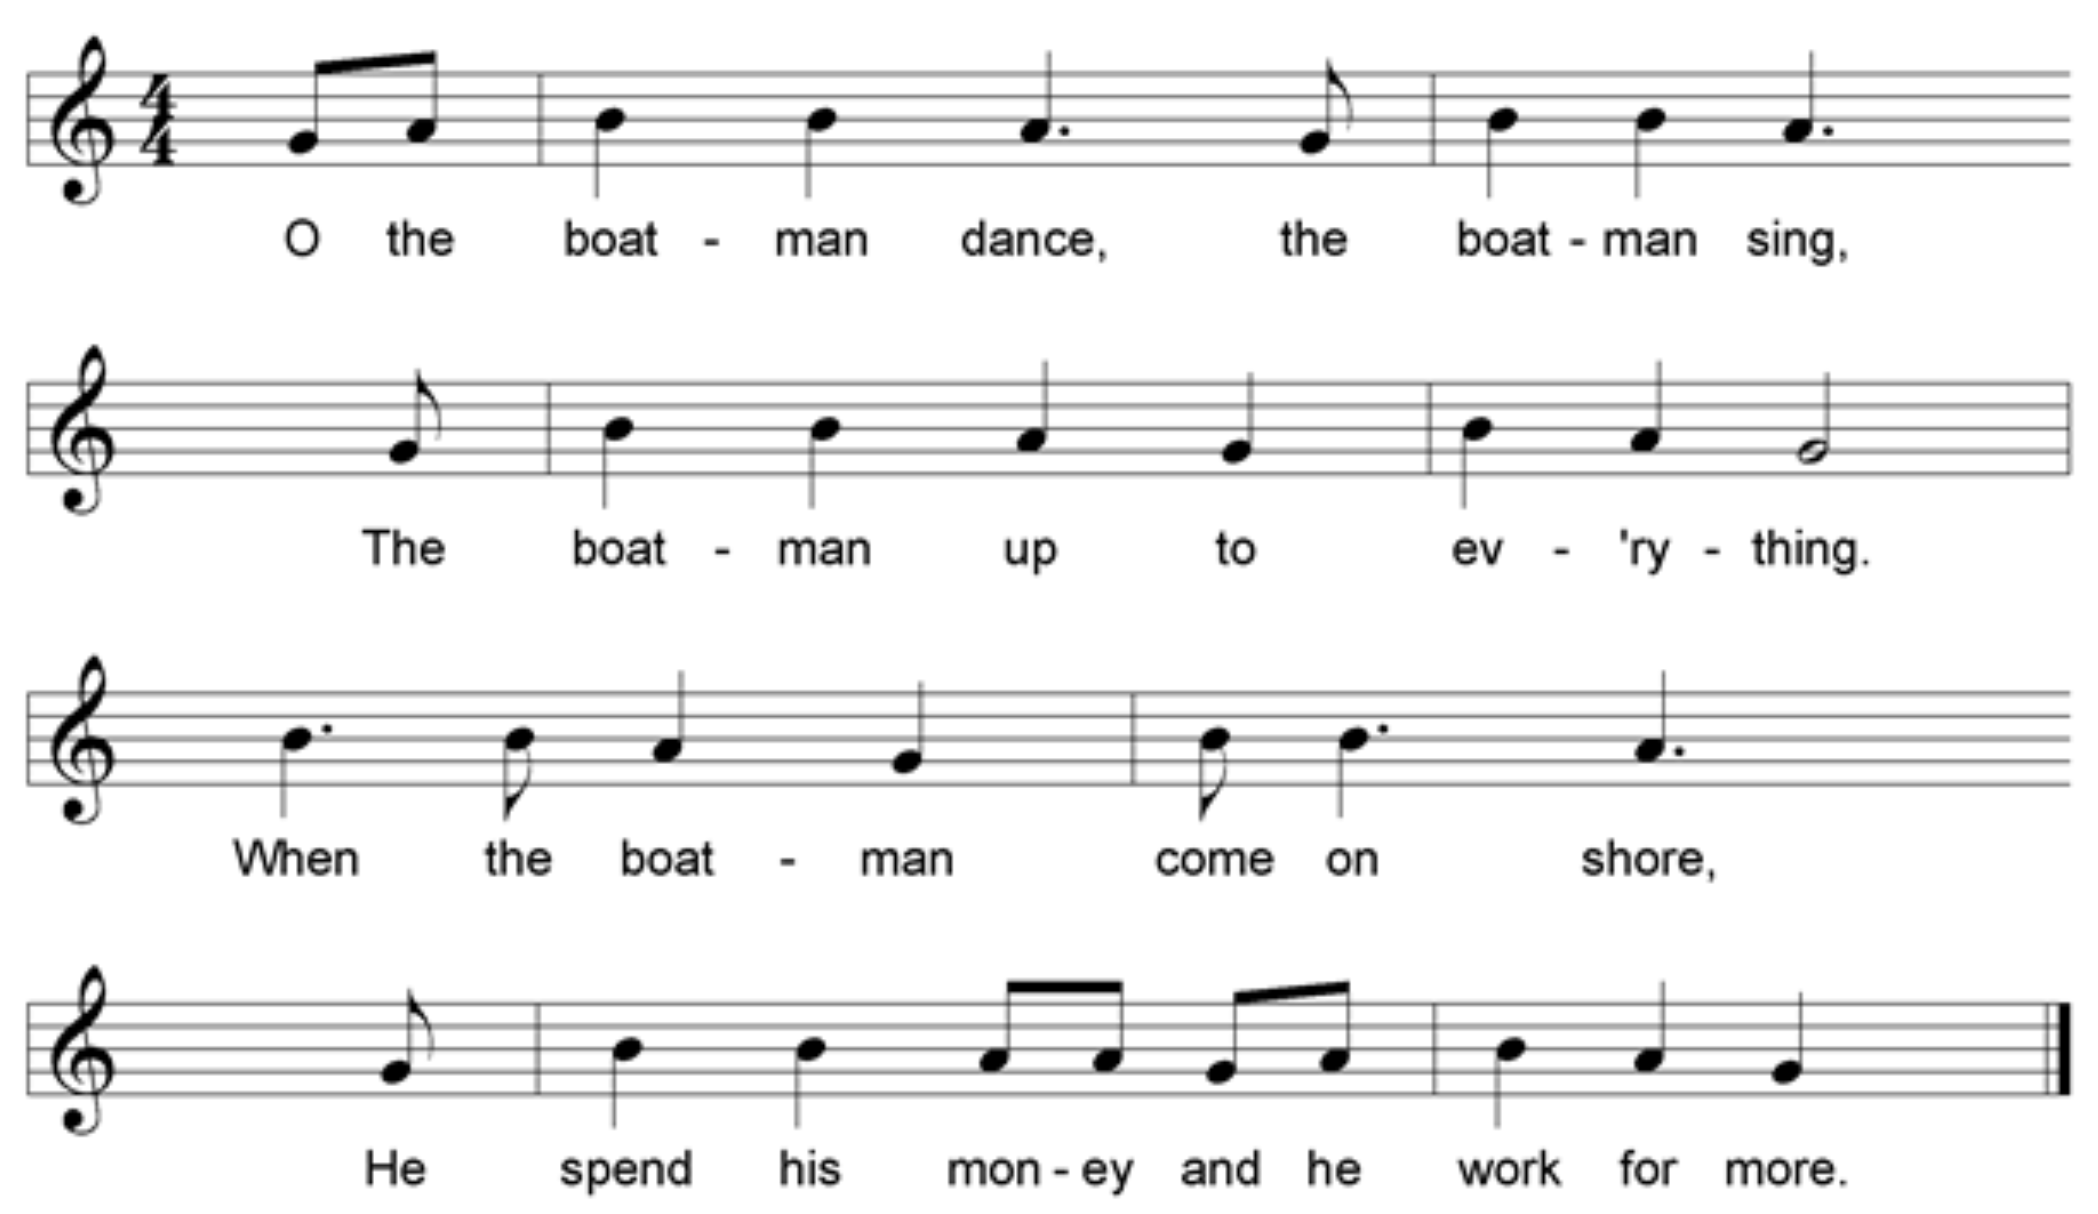 4
4
O the boat - man dance, the boat - man sing,
The boat - man up to ev - 'ry - thing.
When the boat - man come on shore,
He spend his mon - ey and he work for more.